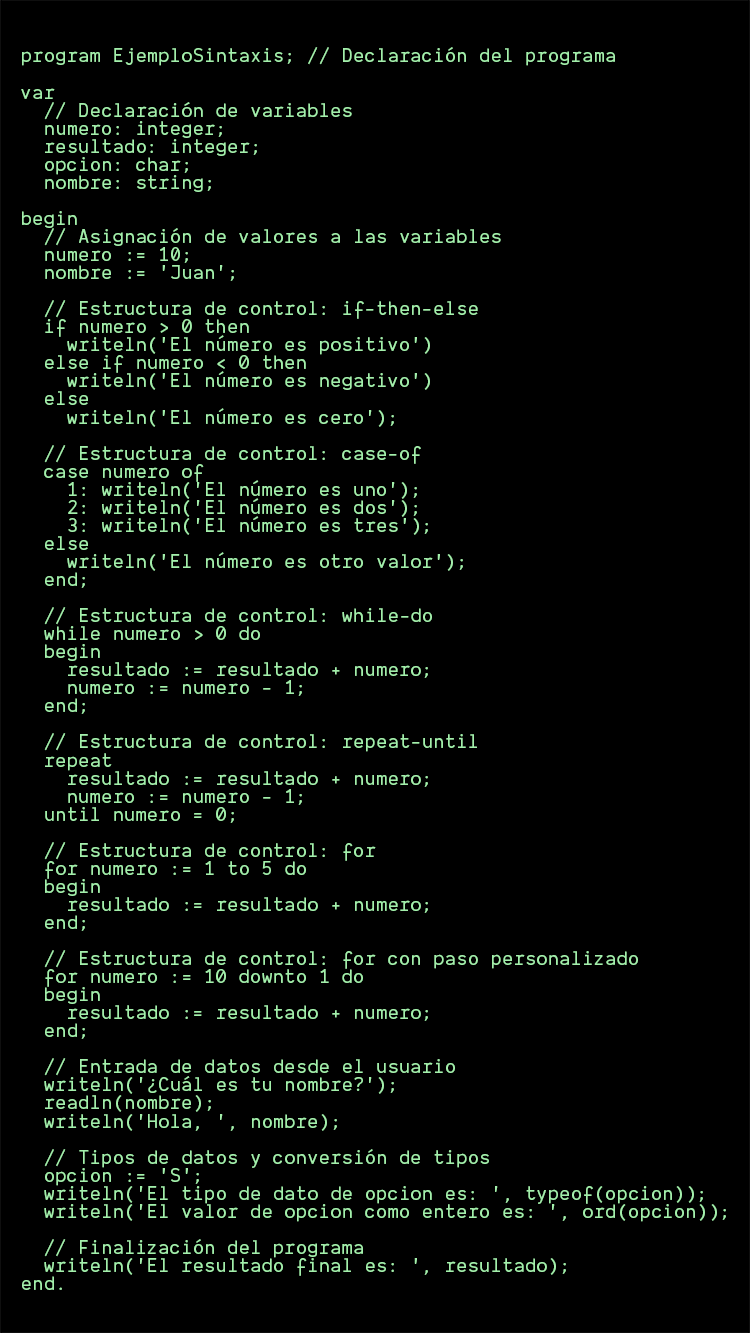 program EjemploSintaxis; // Declaración del programa
var
// Declaración de variables
numero: integer;
resultado: integer;
opcion: char;
nombre: string;
begin
// Asignación de valores a las variables
numero := 10;
nombre := 'Juan';
// Estructura de control: if-then-else
if numero > 0 then
writeln('El número es positivo')
else if numero < 0 then
writeln('El número es negativo')
else
writeln('El número es cero');
// Estructura de control: case-of
case numero of
1: writeln('El número es uno');
2: writeln('El número es dos');
3: writeln('El número es tres');
else
writeln('El número es otro valor');
end;
// Estructura de control: while-do
while numero > 0 do
begin
resultado := resultado + numero;
numero := numero - 1;
end;
// Estructura de control: repeat-until
repeat
resultado := resultado + numero;
numero := numero - 1;
until numero = 0;
// Estructura de control: for
for numero := 1 to 5 do
begin
resultado := resultado + numero;
end;
// Estructura de control: for con paso personalizado
for numero := 10 downto 1 do
begin
resultado := resultado + numero;
end;
// Entrada de datos desde el usuario
writeln('¿Cuál es tu nombre?');
readln(nombre);
writeln('Hola, ', nombre);
// Tipos de datos y conversión de tipos
opcion := 'S';
writeln('El tipo de dato de opcion es: ', typeof(opcion));
writeln('El valor de opcion como entero es: ', ord(opcion));
// Finalización del programa
writeln('El resultado final es: ', resultado);
end.